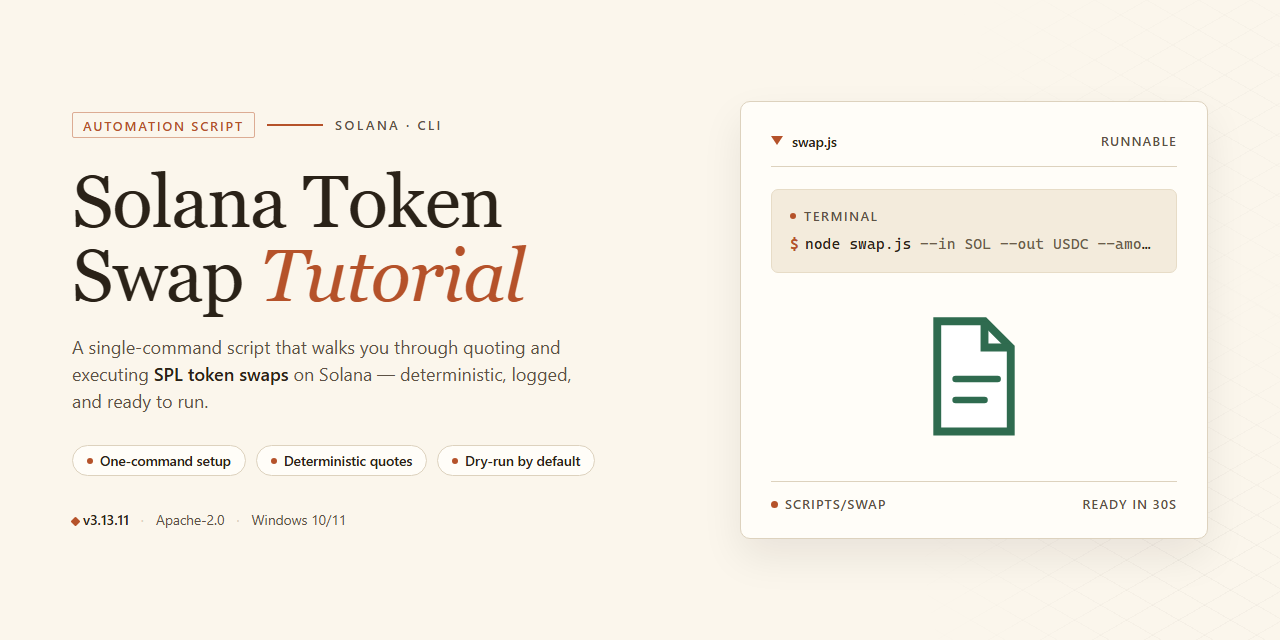 AUTOMATION SCRIPT
SOLANA · CLI
Solana Token
Swap Tutorial
A single-command script that walks you through quoting and
executing SPL token swaps on Solana — deterministic, logged,
and ready to run.
One-command setup
Deterministic quotes
Dry-run by default
v3.13.11 · Apache-2.0 · Windows 10/11
swap.js
RUNNABLE
TERMINAL
$ node swap.js --in SOL --out USDC --amo…
SCRIPTS/SWAP
READY IN 30S